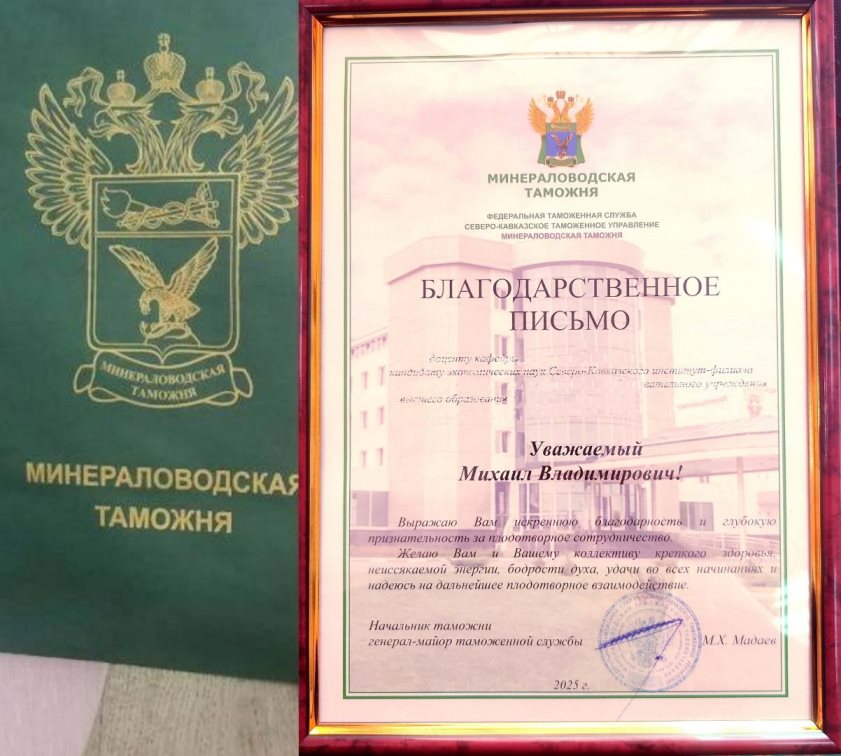 МИНЕРАЛОВОДСКАЯ
ТАМОЖНЯ
МИНЕРАЛОВОДСКАЯ
ТАМОЖНЯ
МИНЕРАЛОВОДСКАЯ
ТАМОЖНЯ
ФЕДЕРАЛЬНАЯ ТАМОЖЕННАЯ СЛУЖБА
СЕВЕРО-КАВКАЗСКОЕ ТАМОЖЕННОЕ УПРАВЛЕНИЕ
МИНЕРАЛОВОДСКАЯ ТАМОЖНЯ
БЛАГОДАРСТВЕННОЕ
ПИСЬМО
доценту кафедры
кандидату экономических наук Северо-Кавказского институт-филиала
вательного учреждения
высшего образования
Уважаемый
Михаил Владимирович!
Выражаю Вам искреннюю благодарность и глубокую
признательность за плодотворное сотрудничество.
Желаю Вам и Вашему коллективу крепкого здоровья,
неиссякаемой энергии, бодрости духа, удачи во всех начинаниях и
надеюсь на дальнейшее плодотворное взаимодействие.
Начальник таможни
генерал-майор таможенной службы М.Х. Мадаев
2025 г.